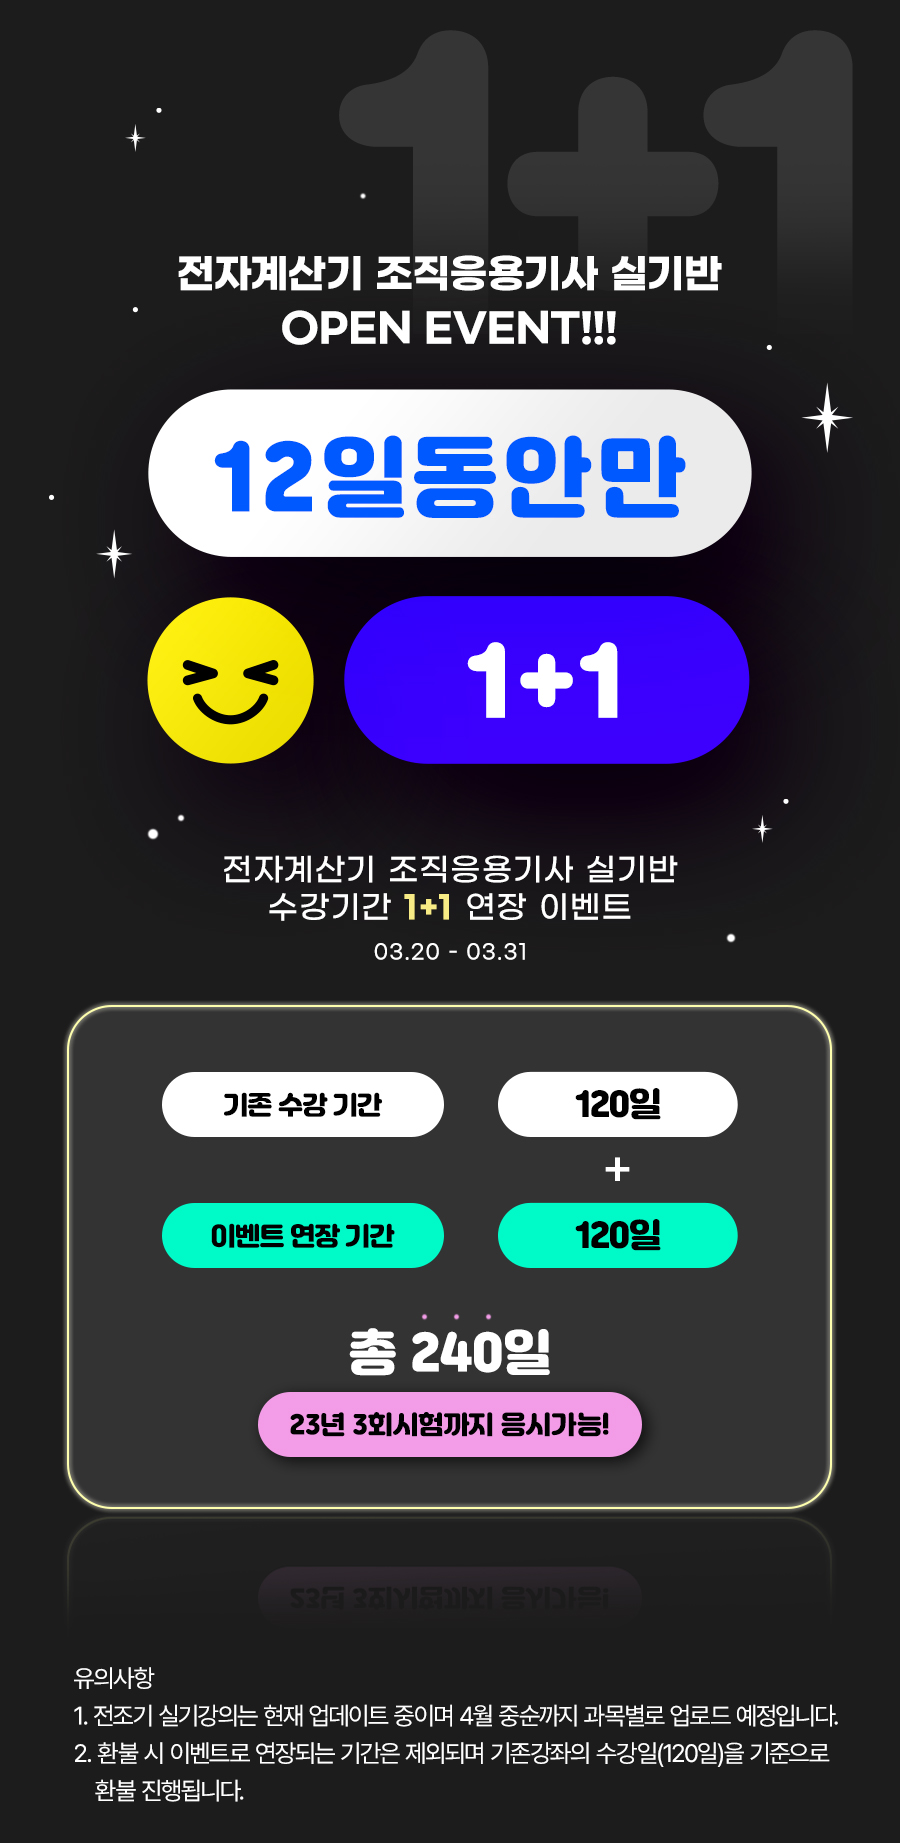 1+1
전자계산기 조직응용기사 실기반
OPEN EVENT!!!
12일동안만
1+1
전자계산기 조직응용기사 실기반
수강기간 1+1 연장 이벤트
03.20 - 03.31
기존 수강 기간
120일
+
이벤트 연장 기간
120일
총 240일
23년 3회시험까지 응시가능!
유의사항
1. 전조기 실기강의는 현재 업데이트 중이며 4월 중순까지 과목별로 업로드 예정입니다.
2. 환불 시 이벤트로 연장되는 기간은 제외되며 기존강좌의 수강일(120일)을 기준으로
환불 진행됩니다.